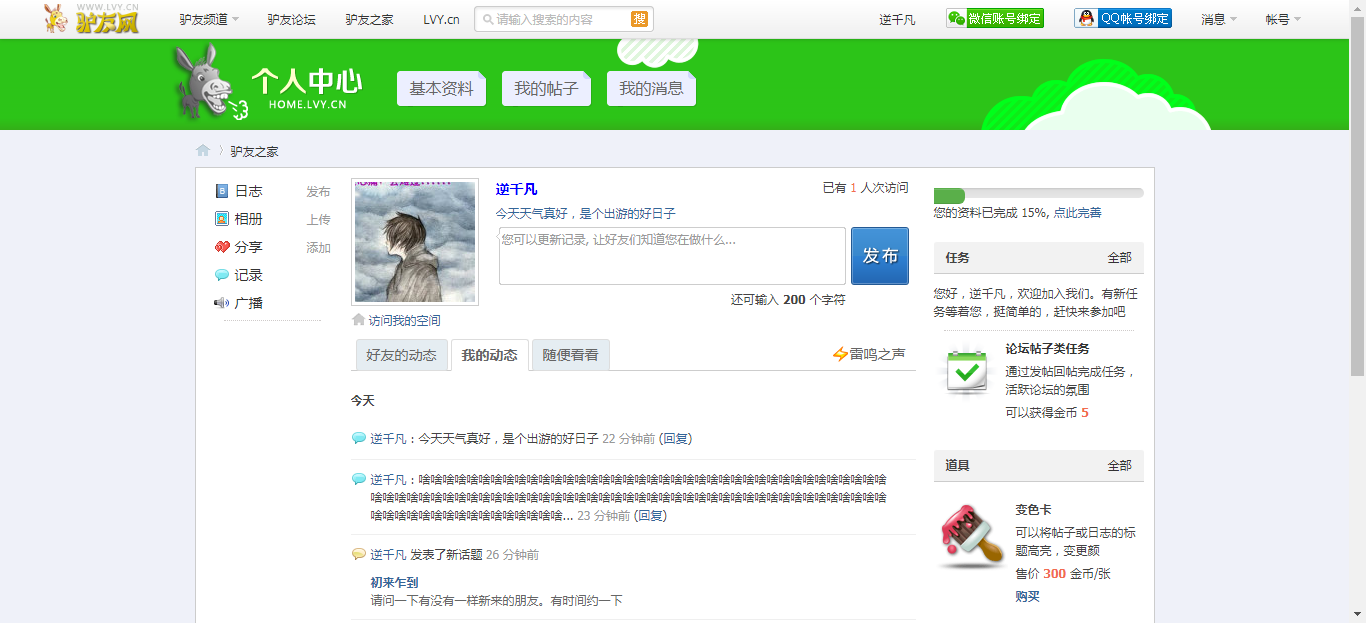 WWW.LVY.CN
驴友网
驴友频道
驴友论坛
驴友之家
LVY.cn
请输入搜索的内容
搜
逆千凡
微信账号绑定
QQ帐号绑定
消息
帐号
个人中心
HOME.LVY.CN
基本资料
我的帖子
我的消息
驴友之家
日志 发布
相册 上传
分享 添加
记录
广播
逆千凡
已有 1 人次访问
今天天气真好，是个出游的好日子
您可以更新记录, 让好友们知道您在做什么...
发布
还可输入 200 个字符
访问我的空间
好友的动态
我的动态
随便看看
雷鸣之声
今天
逆千凡：今天天气真好，是个出游的好日子 22 分钟前 (回复)
逆千凡：啥啥啥啥啥啥啥啥啥啥啥啥啥啥啥啥啥啥啥啥啥啥啥啥啥啥啥啥啥啥啥啥啥啥啥啥啥啥啥
啥啥啥啥啥啥啥啥啥啥啥啥啥啥啥啥啥啥啥啥啥啥啥啥啥啥啥啥啥啥啥啥啥啥啥啥啥啥啥啥啥啥啥
啥啥啥啥啥啥啥啥啥啥啥啥啥啥啥啥... 23 分钟前 (回复)
逆千凡 发表了新话题 26 分钟前
初来乍到
请问一下有没有一样新来的朋友。有时间约一下
您的资料已完成 15%, 点此完善
任务 全部
您好，逆千凡，欢迎加入我们。有新任
务等着您，挺简单的，赶快来参加吧
论坛帖子类任务
通过发帖回帖完成任务，
活跃论坛的氛围
可以获得金币 5
道具 全部
变色卡
可以将帖子或日志的标
题高亮，变更颜
售价 300 金币/张
购买